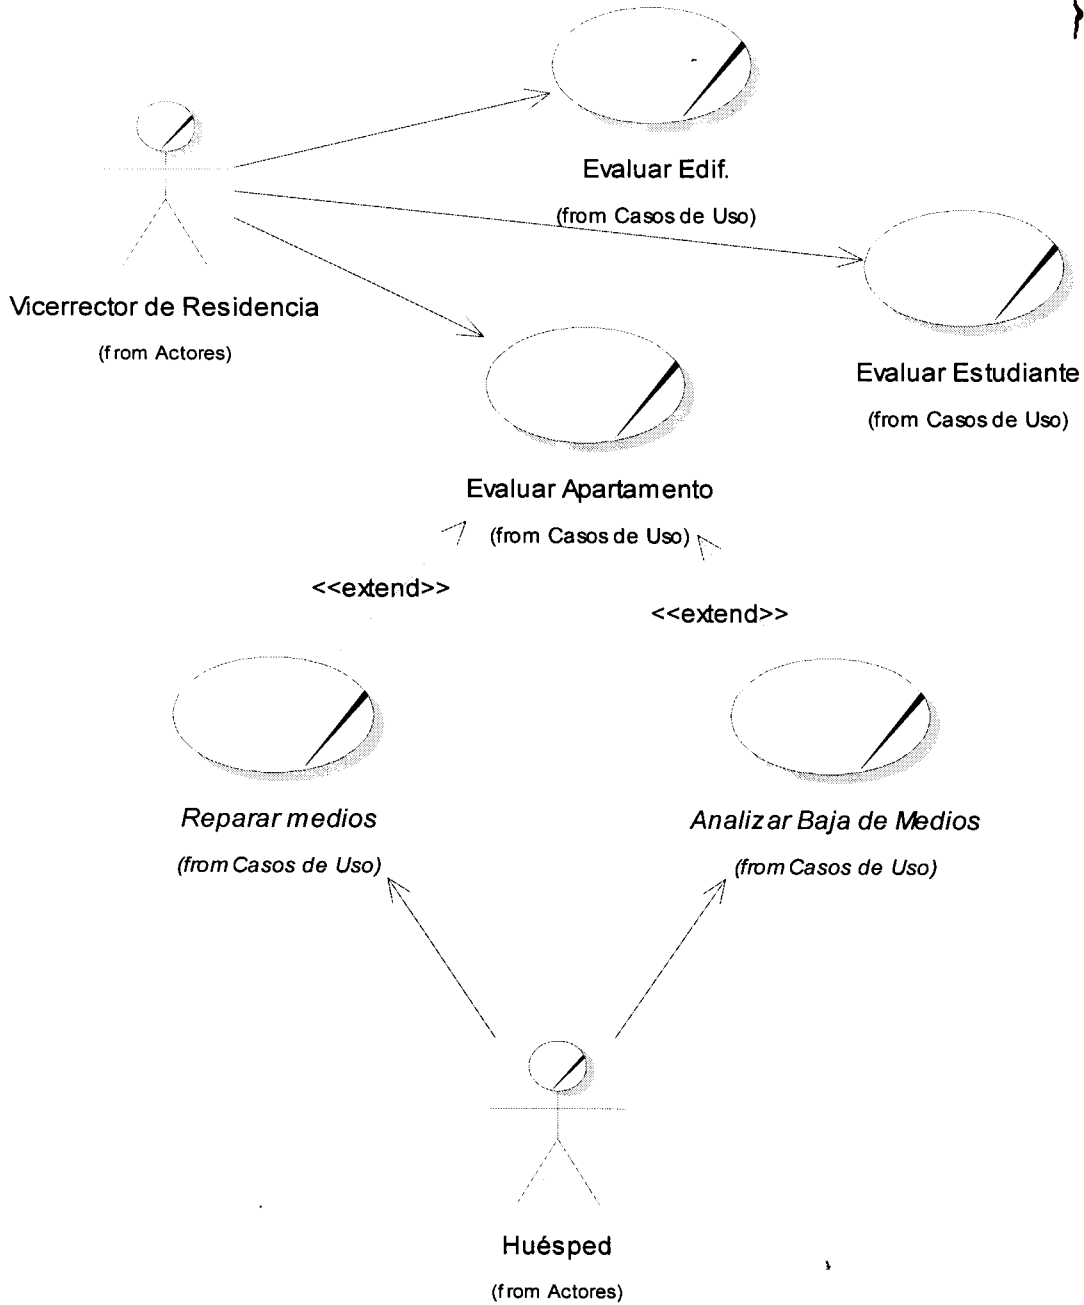 Evaluar Edif.
(from Casos de Uso)
Vicerrector de Residencia
(from Actores)
Evaluar Estudiante
(from Casos de Uso)
Evaluar Apartamento
(from Casos de Uso)
<<extend>>
<<extend>>
Reparar medios
(from Casos de Uso)
Analizar Baja de Medios
(from Casos de Uso)
Huésped
(from Actores)